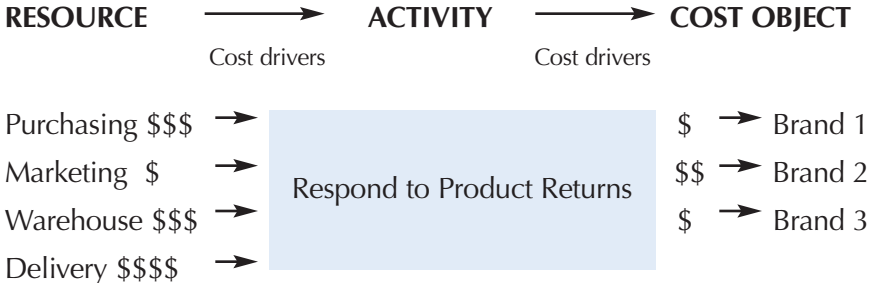 RESOURCE ACTIVITY COST OBJECT
Cost drivers Cost drivers
Purchasing $$$ $ Brand 1
Marketing $ Respond to Product Returns $$ Brand 2
Warehouse $$$ $ Brand 3
Delivery $$$$